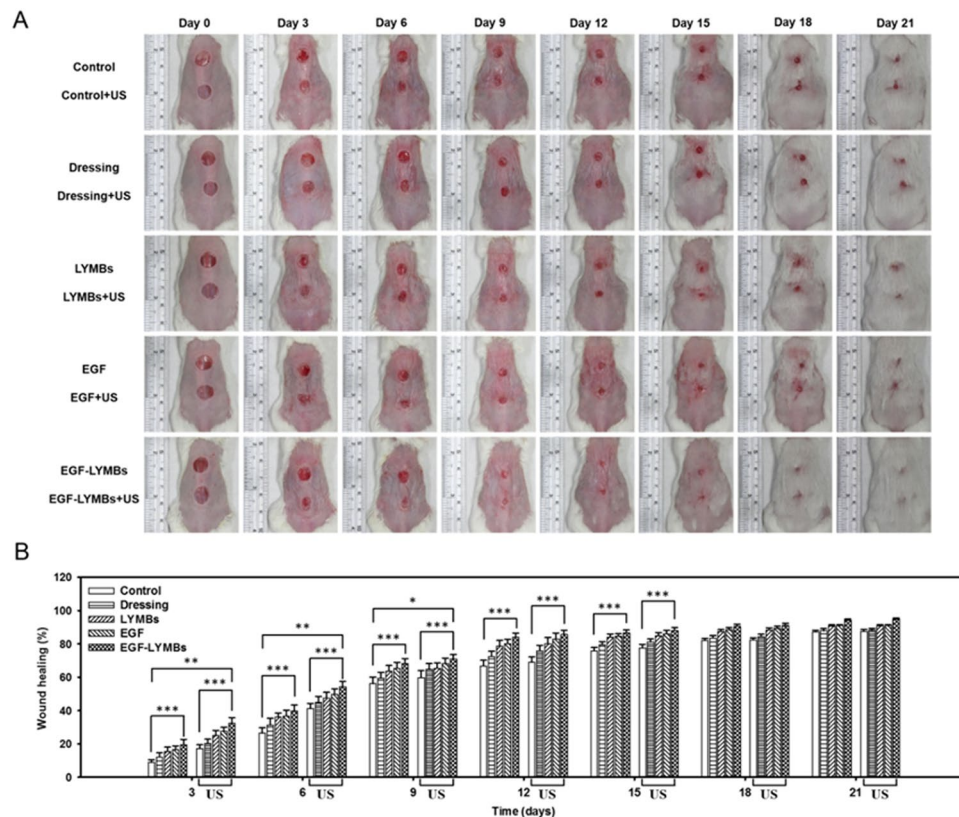 A
Day 0 Day 3 Day 6 Day 9 Day 12 Day 15 Day 18 Day 21
Control
Control+US
Dressing
Dressing+US
LYMBs
LYMBs+US
EGF
EGF+US
EGF-LYMBs
EGF-LYMBs+US
B
Wound healing (%)
120
100
80
60
40
20
0
Control
Dressing
LYMBs
EGF
EGF-LYMBs
** *** ***
** *** ***
* *** ***
*** ***
*** ***
3 US 6 US 9 US 12 US 15 US 18 US 21 US
Time (days)